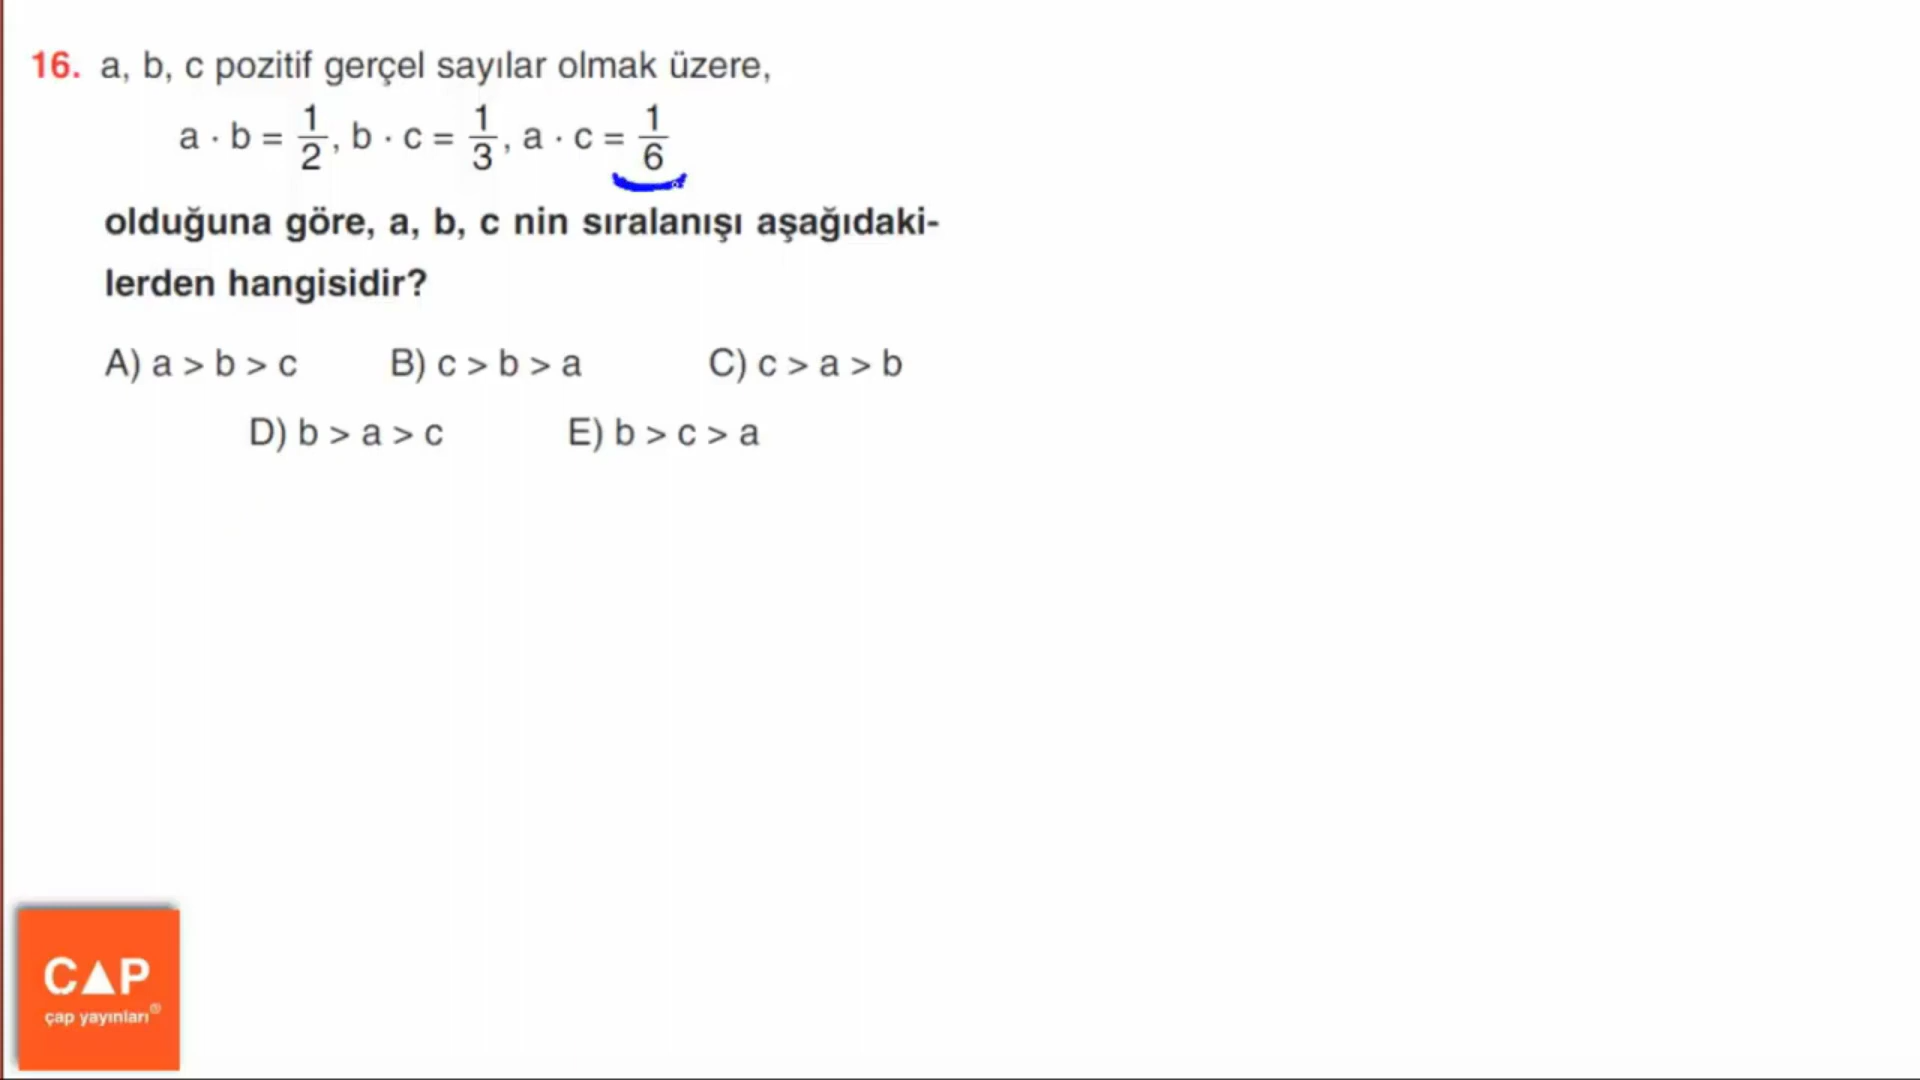 16. a, b, c pozitif gerçel sayılar olmak üzere,
a · b = 1/2, b · c = 1/3, a · c = 1/6
olduğuna göre, a, b, c nin sıralanışı aşağıdaki-
lerden hangisidir?
A) a > b > c B) c > b > a C) c > a > b
D) b > a > c E) b > c > a
CAP
çap yayınları®